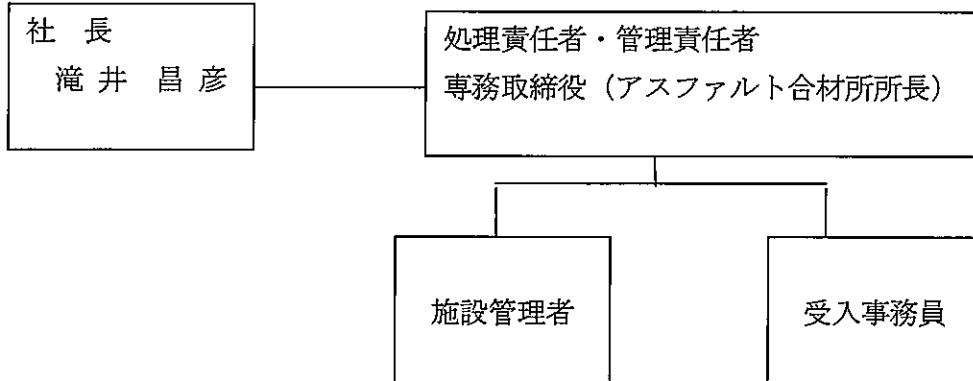 社 長
滝 井 昌 彦
処理責任者・管理責任者
専務取締役（アスファルト合材所所長）
施設管理者
受入事務員